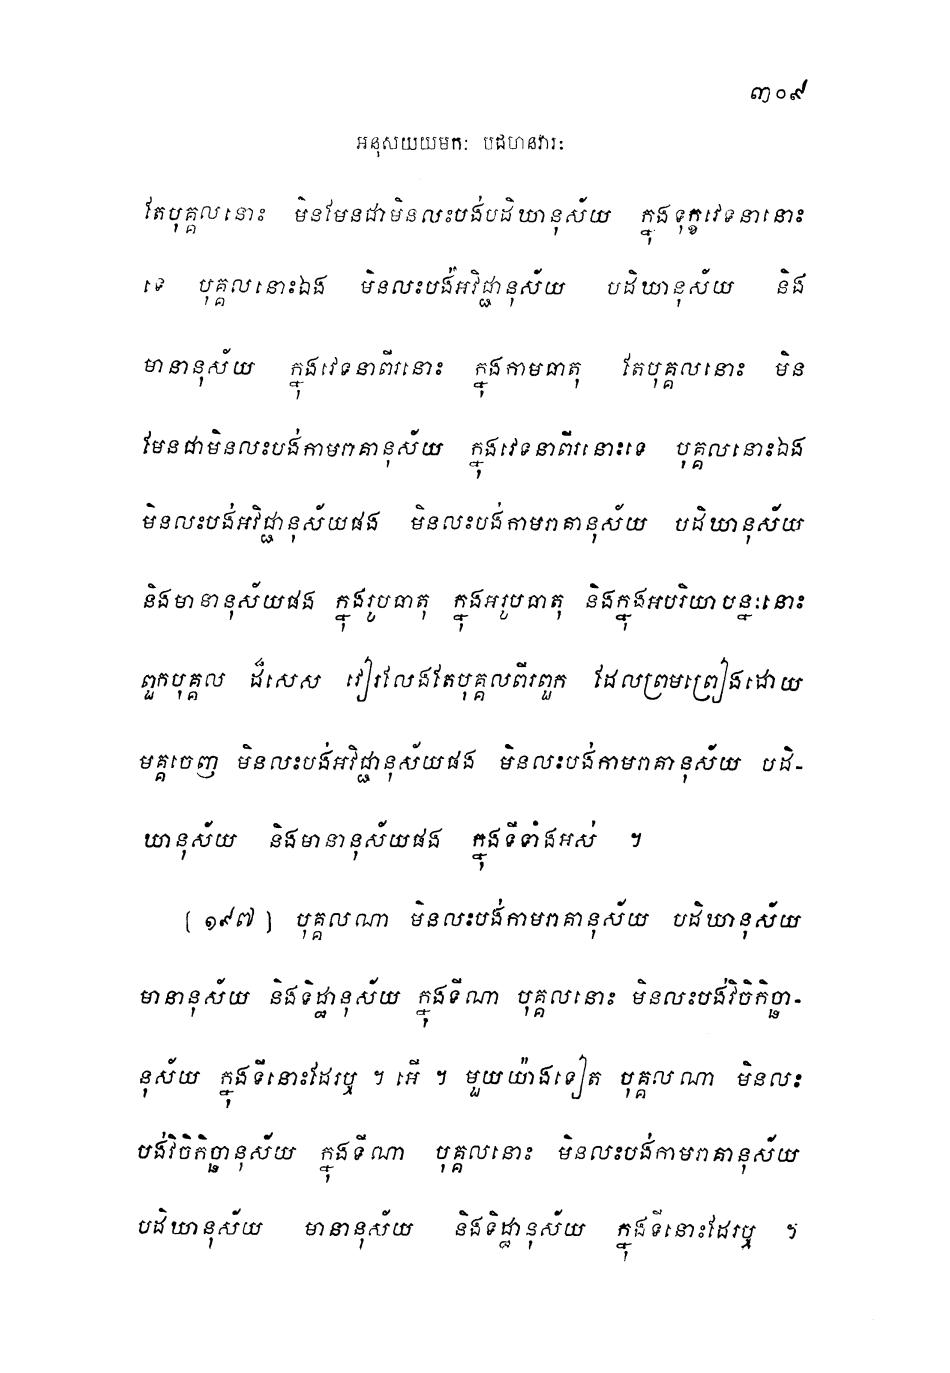 ៣០៩
អនុសយយមកៈ បដហនវារៈ
តែបុគ្គលនោះ មិនមែនជាមិនលះបង់បដិឃានុស័យ ក្នុងទុក្ខវេទនានោះ
ទេ បុគ្គលនោះឯង មិនលះបង់អវិជ្ជានុស័យ បដិឃានុស័យ និង
មានានុស័យ ក្នុងវេទនាពីរនោះ ក្នុងកាមធាតុ តែបុគ្គលនោះ មិន
មែនជាមិនលះបង់កាមរាគានុស័យ ក្នុងវេទនាពីរនោះទេ បុគ្គលនោះឯង
មិនលះបង់អវិជ្ជានុស័យផង មិនលះបង់កាមរាគានុស័យ បដិឃានុស័យ
និងមានានុស័យផង ក្នុងរូបធាតុ ក្នុងអរូបធាតុ និងក្នុងអបរិយាបន្នៈនោះ
ពួកបុគ្គល ដ៏សេស វៀរលែងតែបុគ្គលពីរពួក ដែលព្រមព្រៀងដោយ
មគ្គចេញ មិនលះបង់អវិជ្ជានុស័យផង មិនលះបង់កាមរាគានុស័យ បដិ-
ឃានុស័យ និងមានានុស័យផង ក្នុងទីទាំងអស់ ។
[ ១៩៧ ] បុគ្គលណា មិនលះបង់កាមរាគានុស័យ បដិឃានុស័យ
មានានុស័យ និងទិដ្ឋានុស័យ ក្នុងទីណា បុគ្គលនោះ មិនលះបង់វិចិកិច្ឆា-
នុស័យ ក្នុងទីនោះដែរឬ ។ អើ ។ មួយយ៉ាងទៀត បុគ្គលណា មិនលះ
បង់វិចិកិច្ឆានុស័យ ក្នុងទីណា បុគ្គលនោះ មិនលះបង់កាមរាគានុស័យ
បដិឃានុស័យ មានានុស័យ និងទិដ្ឋានុស័យ ក្នុងទីនោះដែរឬ ។